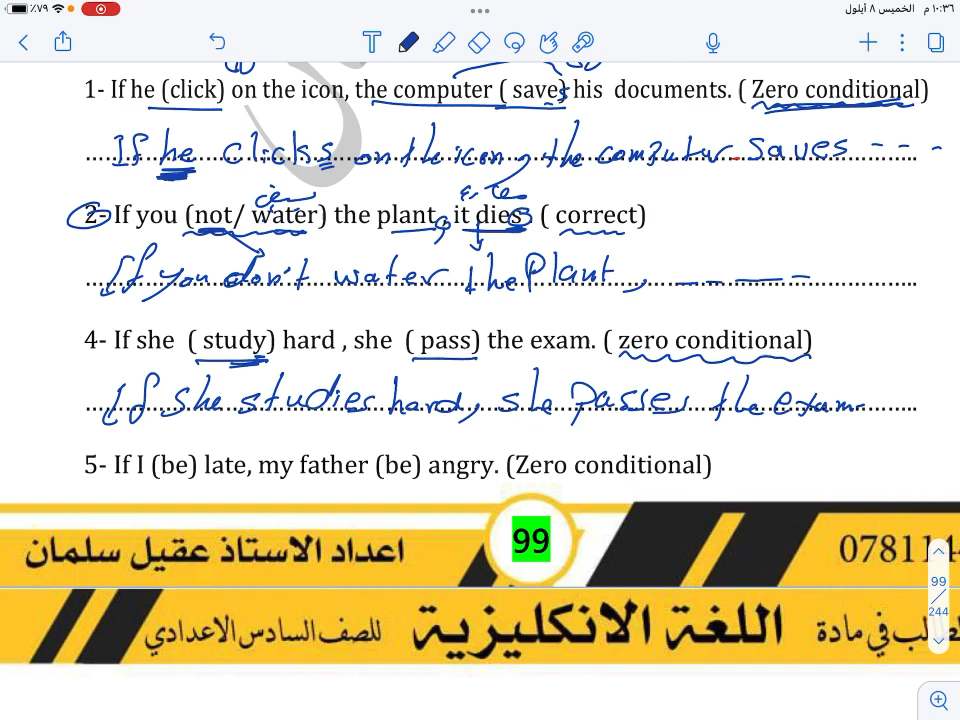 ٪٧٩ ١٠:٣٦ م الخميس ٨ أيلول
1- If he (click) on the icon, the computer ( save) his documents. ( Zero conditional)
If he clicks on the icon, the computer saves - - -
2- If you (not/ water) the plant , it dies ( correct)
If you don't water the Plant, - - - -
4- If she ( study) hard , she ( pass) the exam. ( zero conditional)
If she studies hard, she Passes the exam
5- If I (be) late, my father (be) angry. (Zero conditional)
اعداد الاستاذ عقيل سلمان 99
اللغة الانكليزية للصف السادس الاعدادي
99
244